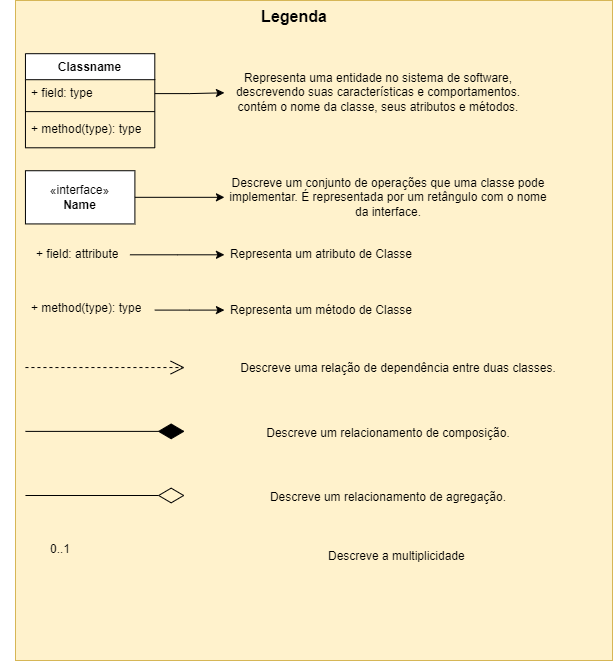 Legenda
Classname
+ field: type
+ method(type): type
Representa uma entidade no sistema de software,
descrevendo suas características e comportamentos.
contém o nome da classe, seus atributos e métodos.
«interface»
Name
Descreve um conjunto de operações que uma classe pode
implementar. É representada por um retângulo com o nome
da interface.
+ field: attribute
Representa um atributo de Classe
+ method(type): type
Representa um método de Classe
Descreve uma relação de dependência entre duas classes.
Descreve um relacionamento de composição.
Descreve um relacionamento de agregação.
0..1
Descreve a multiplicidade